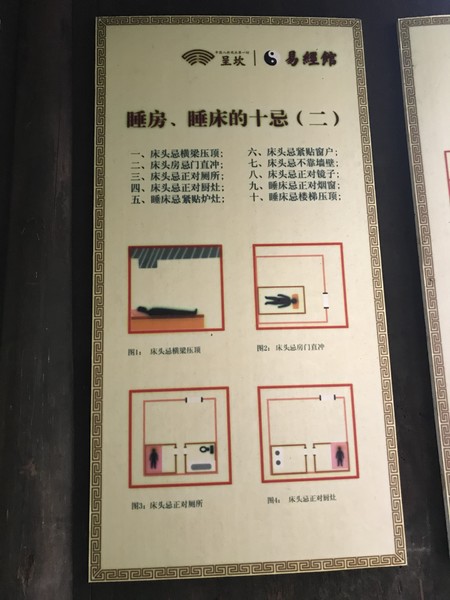 呈坎
易經馆
睡房、睡床的十忌（二）
一、床头忌横梁压顶；
二、床头房忌门直冲；
三、床头忌正对厕所；
四、床头忌正对厨灶；
五、睡床忌紧贴炉灶；
六、床头忌紧贴窗户；
七、床头忌不靠墙壁；
八、床头忌正对镜子；
九、睡床忌正对烟窗；
十、睡床忌楼梯压顶；
图1： 床头忌横梁压顶
图2：床头忌房门直冲
图3：床头忌正对厕所
图4： 床头忌正对厨灶